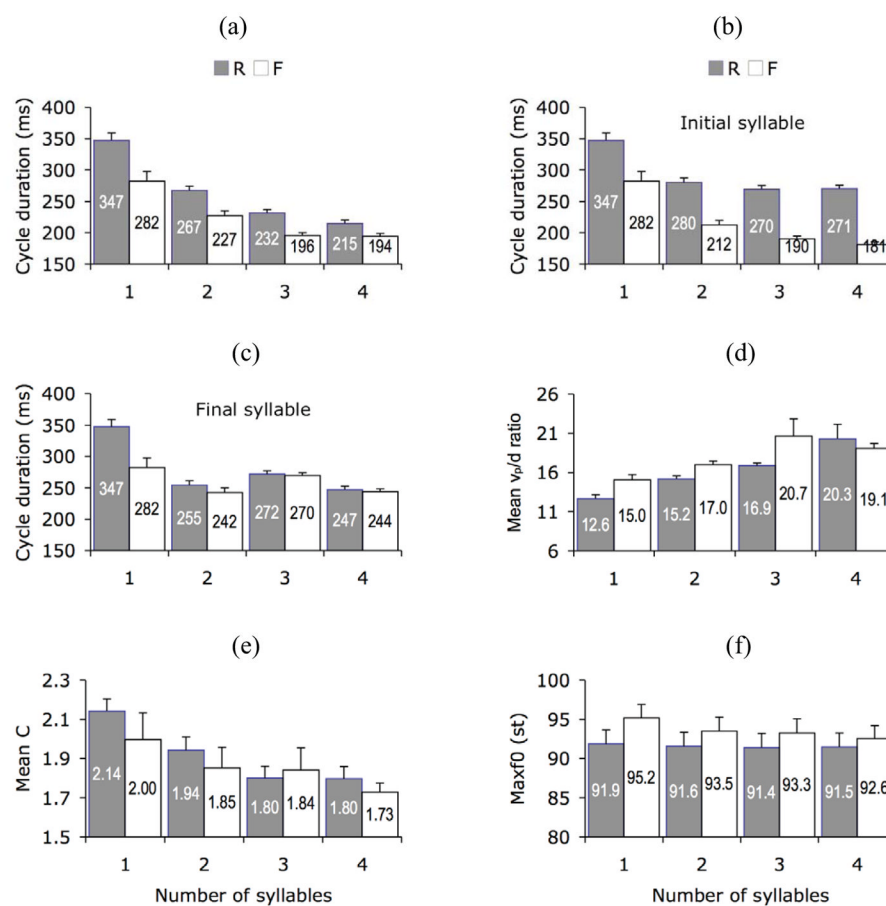 (a)
R F
Cycle duration (ms)
400
350
300
250
200
150
347 282 267 227 232 196 215 194
1 2 3 4
(b)
R F
Initial syllable
Cycle duration (ms)
400
350
300
250
200
150
347 282 280 212 270 190 271 181
1 2 3 4
(c)
Final syllable
Cycle duration (ms)
400
350
300
250
200
150
347 282 255 242 272 270 247 244
1 2 3 4
(d)
Mean vp/d ratio
26
21
16
11
6
12.6 15.0 15.2 17.0 16.9 20.7 20.3 19.1
1 2 3 4
(e)
Mean C
2.3
2.1
1.9
1.7
1.5
2.14 2.00 1.94 1.85 1.80 1.84 1.80 1.73
1 2 3 4
Number of syllables
(f)
Maxf0 (st)
100
95
90
85
80
91.9 95.2 91.6 93.5 91.4 93.3 91.5 92.6
1 2 3 4
Number of syllables